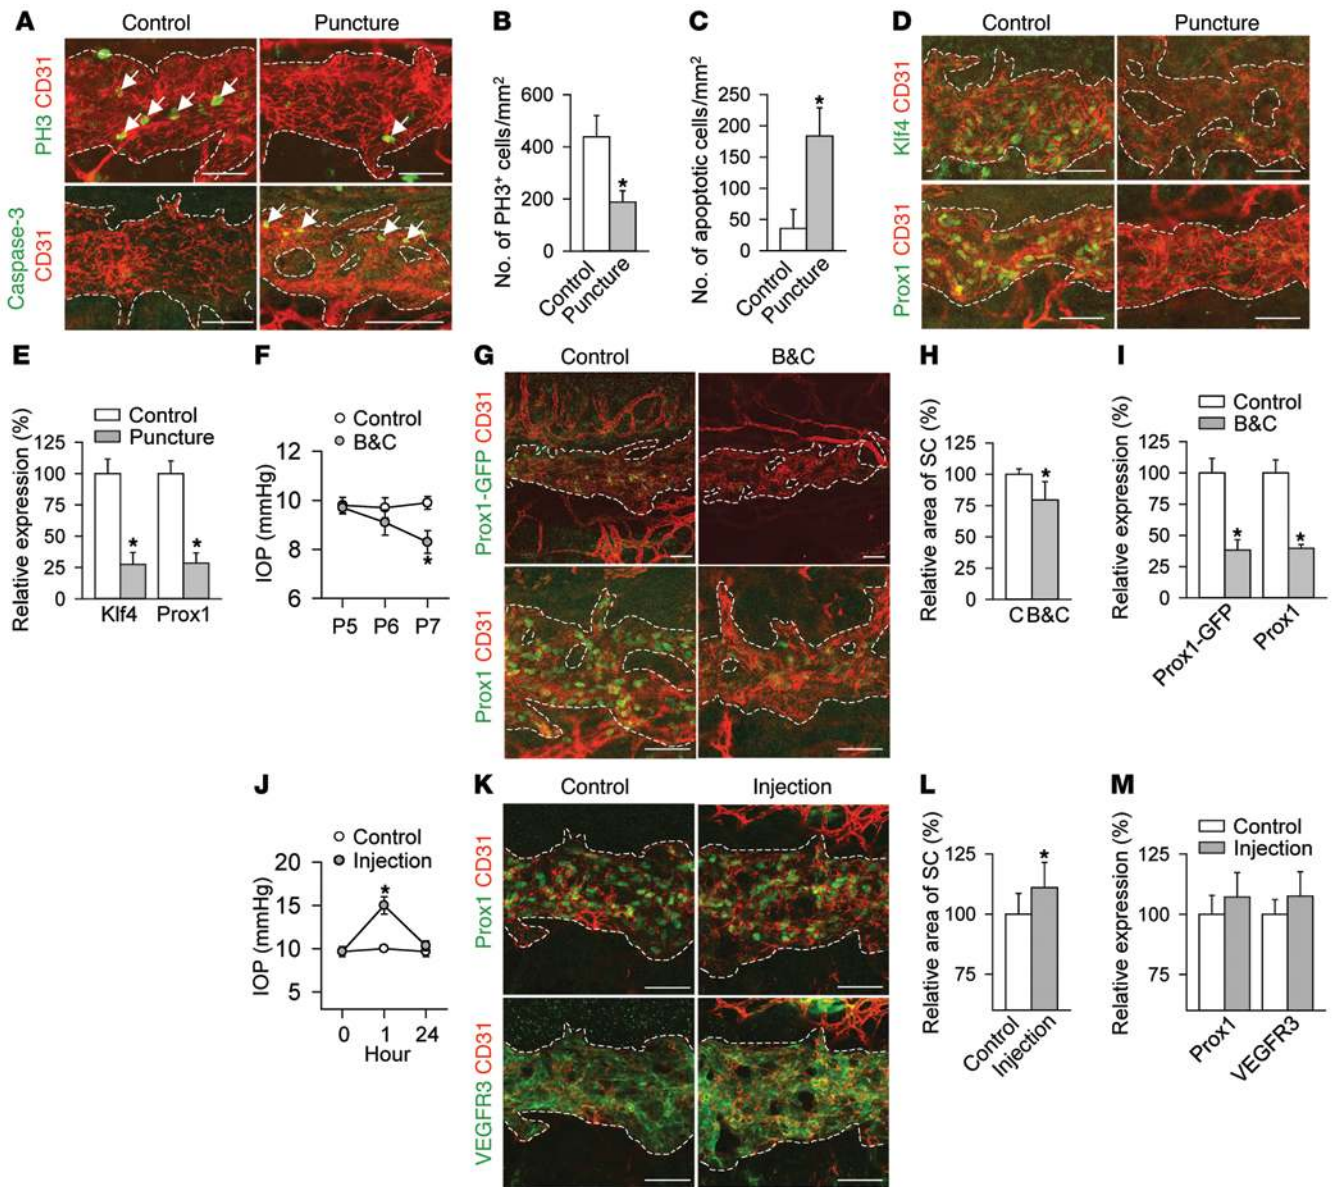 A
Control
Puncture
PH3 CD31
Caspase-3
CD31
B
No. of PH3⁺ cells/mm²
600
400
200
0
*
Control
Puncture
C
No. of apoptotic cells/mm²
250
200
150
100
50
0
*
Control
Puncture
D
Control
Puncture
Klf4 CD31
Prox1 CD31
E
Control
Puncture
Relative expression (%)
125
100
75
50
25
0
*
*
Klf4
Prox1
F
Control
B&C
IOP (mmHg)
12
10
8
6
*
P5
P6
P7
G
Control
B&C
Prox1-GFP CD31
Prox1 CD31
H
Relative area of SC (%)
125
100
75
50
25
0
*
C B&C
I
Control
B&C
Relative expression (%)
125
100
75
50
25
0
*
*
Prox1-GFP
Prox1
J
Control
Injection
IOP (mmHg)
20
15
10
5
*
0
1
24
Hour
K
Control
Injection
Prox1 CD31
VEGFR3 CD31
L
Relative area of SC (%)
125
100
75
*
Control
Injection
M
Control
Injection
Relative expression (%)
125
100
75
Prox1
VEGFR3